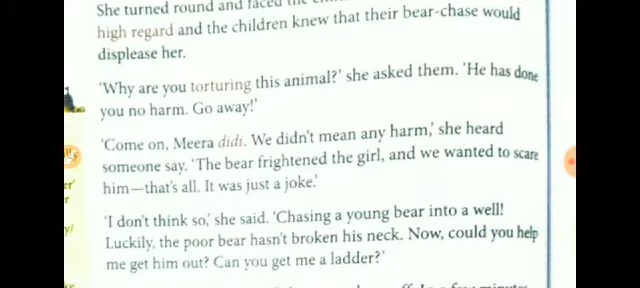 She turned round and faced the
high regard and the children knew that their bear-chase would
displease her.
'Why are you torturing this animal?' she asked them. 'He has done
you no harm. Go away!'
'Come on, Meera didi. We didn't mean any harm,' she heard
someone say. 'The bear frightened the girl, and we wanted to scare
him—that's all. It was just a joke.'
'I don't think so,' she said. 'Chasing a young bear into a well!
Luckily, the poor bear hasn't broken his neck. Now, could you help
me get him out? Can you get me a ladder?'